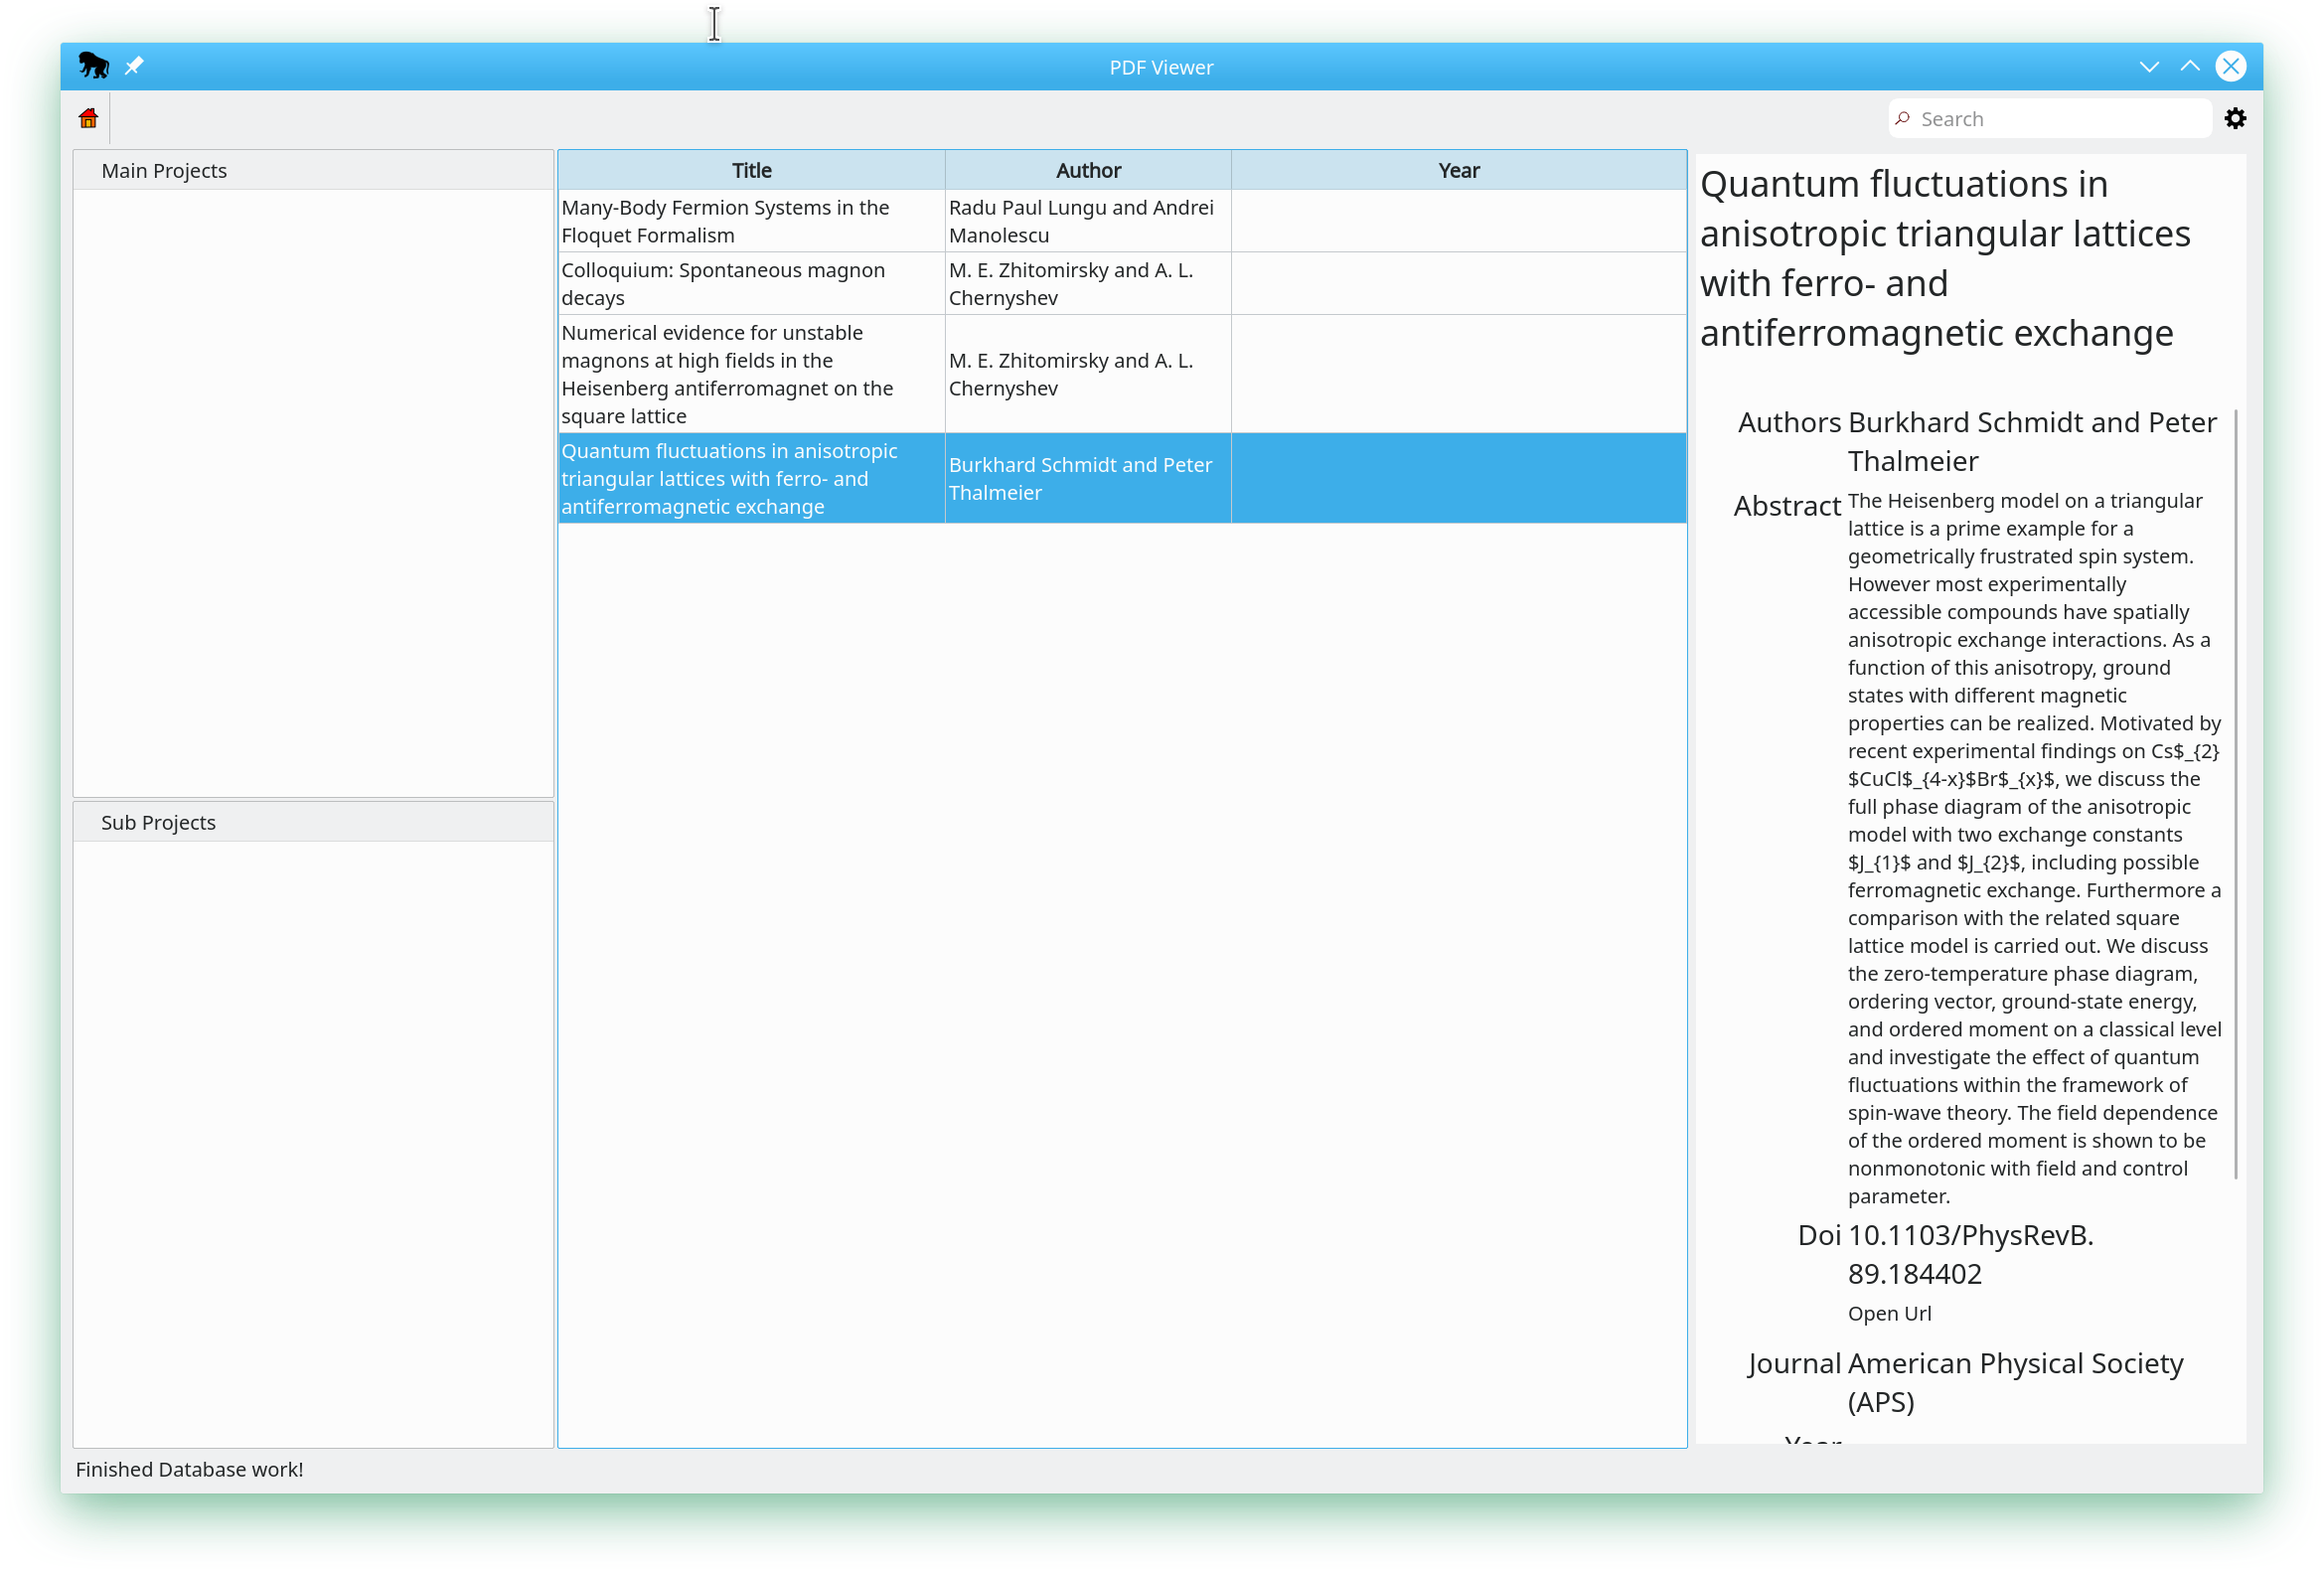 PDF Viewer
Search
Main Projects
Sub Projects
Title Author Year
Many-Body Fermion Systems in the
Floquet Formalism
Radu Paul Lungu and Andrei
Manolescu
Colloquium: Spontaneous magnon
decays
M. E. Zhitomirsky and A. L.
Chernyshev
Numerical evidence for unstable
magnons at high fields in the
Heisenberg antiferromagnet on the
square lattice
M. E. Zhitomirsky and A. L.
Chernyshev
Quantum fluctuations in anisotropic
triangular lattices with ferro- and
antiferromagnetic exchange
Burkhard Schmidt and Peter
Thalmeier
Quantum fluctuations in
anisotropic triangular lattices
with ferro- and
antiferromagnetic exchange
Authors Burkhard Schmidt and Peter
Thalmeier
Abstract The Heisenberg model on a triangular
lattice is a prime example for a
geometrically frustrated spin system.
However most experimentally
accessible compounds have spatially
anisotropic exchange interactions. As a
function of this anisotropy, ground
states with different magnetic
properties can be realized. Motivated by
recent experimental findings on Cs$_{2}
$CuCl$_{4-x}$Br$_{x}$, we discuss the
full phase diagram of the anisotropic
model with two exchange constants
$J_{1}$ and $J_{2}$, including possible
ferromagnetic exchange. Furthermore a
comparison with the related square
lattice model is carried out. We discuss
the zero-temperature phase diagram,
ordering vector, ground-state energy,
and ordered moment on a classical level
and investigate the effect of quantum
fluctuations within the framework of
spin-wave theory. The field dependence
of the ordered moment is shown to be
nonmonotonic with field and control
parameter.
Doi 10.1103/PhysRevB.
89.184402
Open Url
Journal American Physical Society
(APS)
Year
Finished Database work!